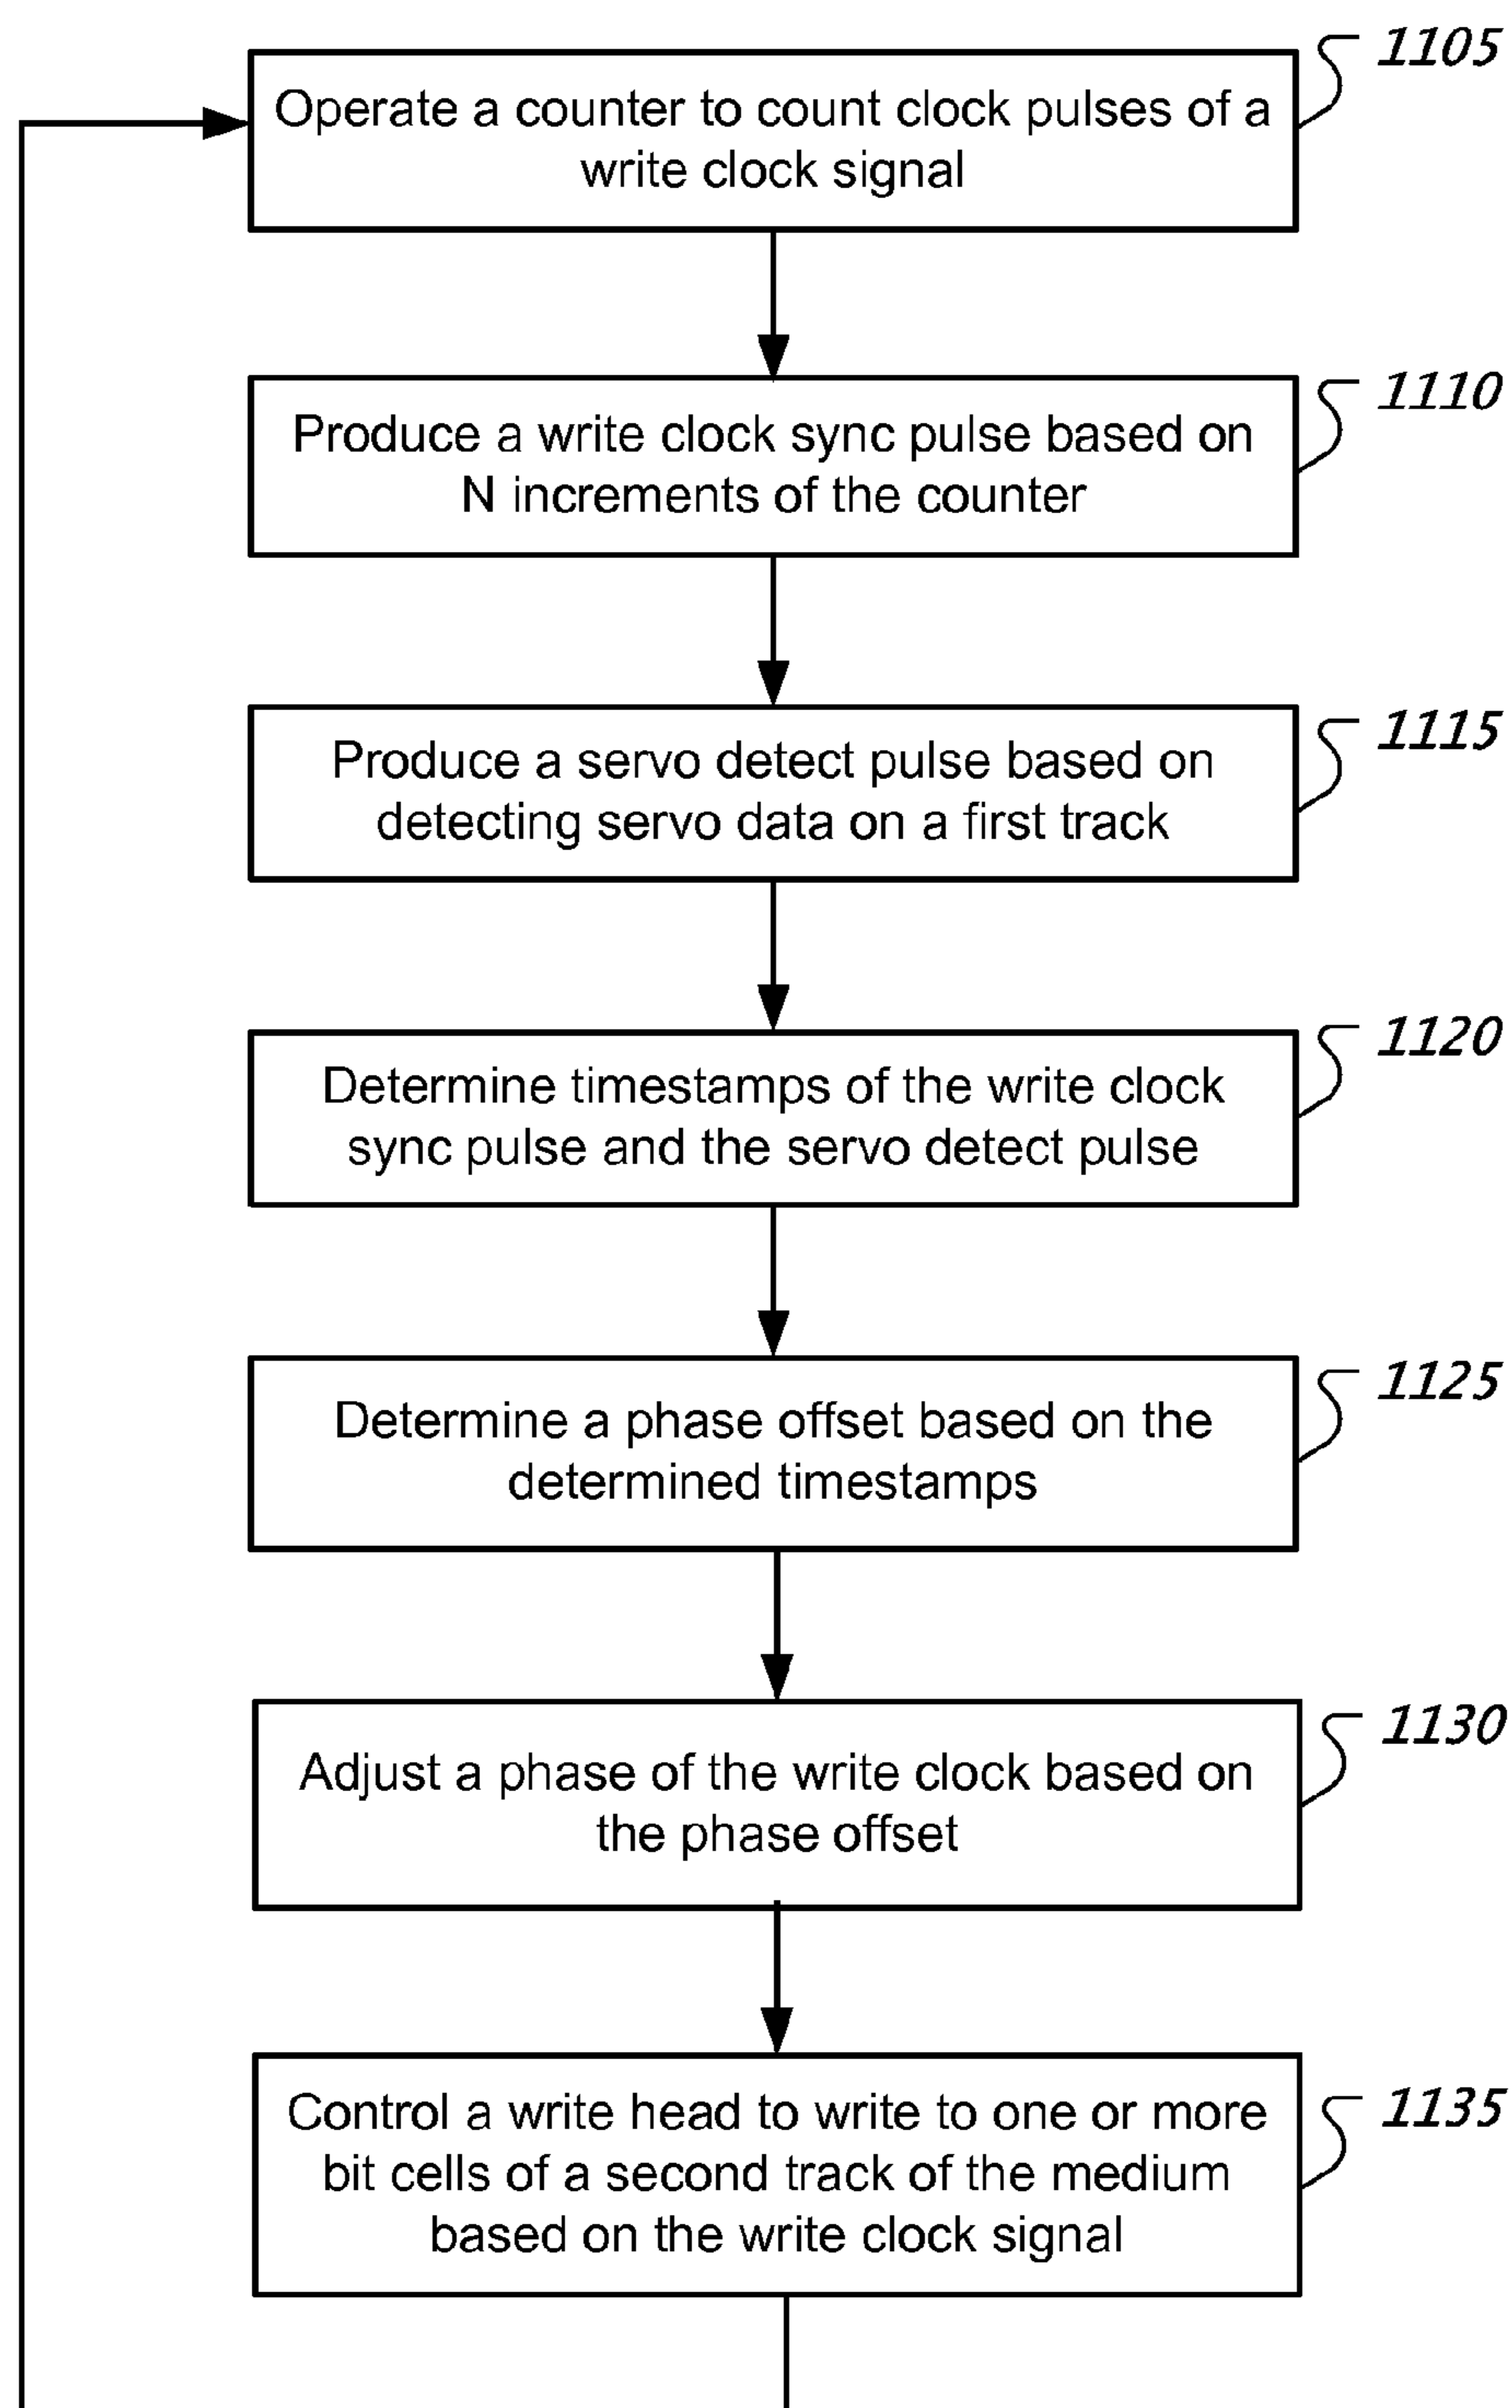 1105
Operate a counter to count clock pulses of a
write clock signal
1110
Produce a write clock sync pulse based on
N increments of the counter
1115
Produce a servo detect pulse based on
detecting servo data on a first track
1120
Determine timestamps of the write clock
sync pulse and the servo detect pulse
1125
Determine a phase offset based on the
determined timestamps
1130
Adjust a phase of the write clock based on
the phase offset
1135
Control a write head to write to one or more
bit cells of a second track of the medium
based on the write clock signal